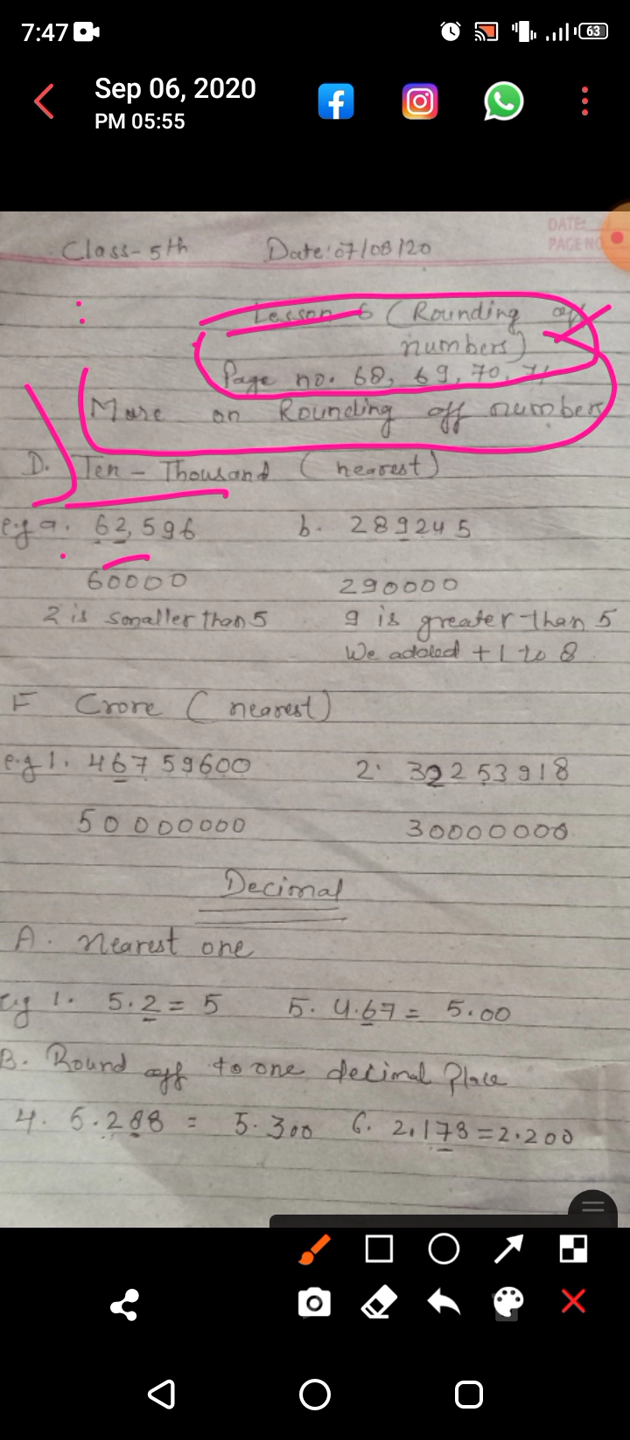 7:47
63
Sep 06, 2020
PM 05:55
DATE:
PAGE NO
Class-5th Date:07/08/20
Lesson 6 (Rounding off
numbers)
Page no. 68, 69, 70, 71
More on Rounding off numbers
D. Ten-Thousand (nearest)
e.g a. 62,596 b. 289245
60000 290000
2 is smaller than 5 9 is greater than 5
We added +1 to 8
F Crore (nearest)
e.g 1. 46759600 2. 32253918
50000000 30000000
Decimal
A. nearest one
e.g 1. 5.2 = 5 5. 4.67 = 5.00
B. Round off to one decimal place
4. 5.288 = 5.300 6. 2.178 = 2.200